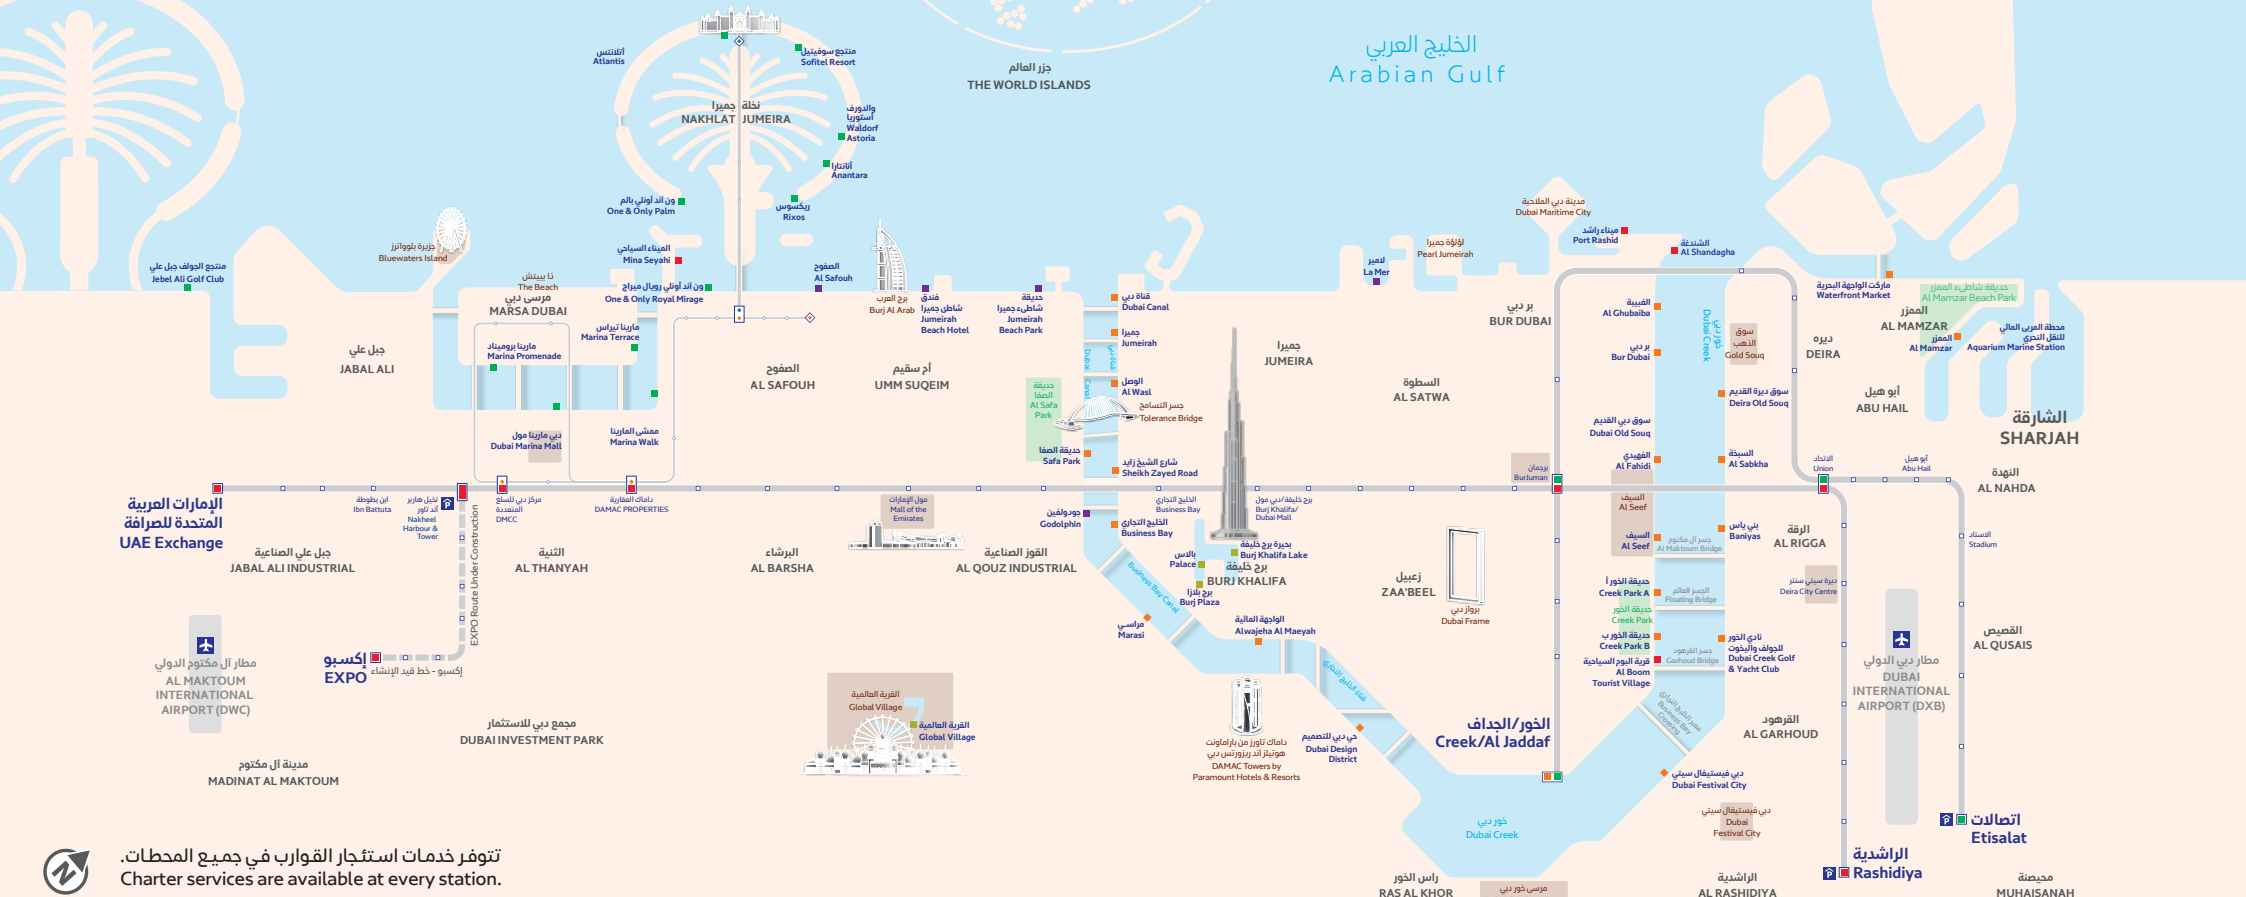 الخليج العربي
Arabian Gulf
جزر العالم
THE WORLD ISLANDS
أتلانتس
Atlantis
منتجع سوفيتيل
Sofitel Resort
نخلة جميرا
NAKHLAT JUMEIRA
والدورف
أستوريا
Waldorf
Astoria
أنانتارا
Anantara
ريكسوس
Rixos
ون آند أونلي بالم
One & Only Palm
الميناء السياحي
Mina Seyahi
ون آند أونلي رويال ميراج
One & Only Royal Mirage
الصفوح
Al Safouh
جزيرة بلوواترز
Bluewaters Island
منتجع الجولف جبل علي
Jebel Ali Golf Club
ذا بييتش
The Beach
مرسى دبي
MARSA DUBAI
مارينا تيراس
Marina Terrace
مارينا بروميناد
Marina Promenade
دبي مارينا مول
Dubai Marina Mall
ممشى المارينا
Marina Walk
جبل علي
JABAL ALI
الصفوح
AL SAFOUH
أم سقيم
UMM SUQEIM
برج العرب
Burj Al Arab
فندق
شاطئ جميرا
Jumeirah
Beach Hotel
حديقة
شاطىء جميرا
Jumeirah
Beach Park
قناة دبي
Dubai Canal
جميرا
Jumeirah
الوصل
Al Wasl
قناة دبي
Dubai Canal
جسر التسامح
Tolerance Bridge
حديقة
الصفا
Al Safa
Park
حديقة الصفا
Safa Park
شارع الشيخ زايد
Sheikh Zayed Road
جميرا
JUMEIRA
السطوة
AL SATWA
لامير
La Mer
لؤلؤة جميرا
Pearl Jumeirah
مدينة دبي الملاحية
Dubai Maritime City
ميناء راشد
Port Rashid
الشندغة
Al Shandagha
بر دبي
BUR DUBAI
الغبيبة
Al Ghubaiba
بر دبي
Bur Dubai
خور دبي
Dubai Creek
سوق
الذهب
Gold Souq
سوق ديرة القديم
Deira Old Souq
سوق دبي القديم
Dubai Old Souq
الفهيدي
Al Fahidi
السبخة
Al Sabkha
ديره
DEIRA
ماركت الواجهة البحرية
Waterfront Market
حديقة شاطىء الممزر
Al Mamzar Beach Park
الممزر
AL MAMZAR
الممزر
Al Mamzar
محطة المربى المائي
للنقل البحري
Aquarium Marine Station
أبو هيل
ABU HAIL
الشارقة
SHARJAH
النهدة
AL NAHDA
الإمارات العربية
المتحدة للصرافة
UAE Exchange
ابن بطوطة
Ibn Battuta
نخيل هاربر
آند تاور
Nakheel
Harbour &
Tower
مركز دبي للسلع
المتعددة
DMCC
داماك العقارية
DAMAC PROPERTIES
مول الإمارات
Mall of the
Emirates
جودولفين
Godolphin
الخليج التجاري
Business Bay
الخليج التجاري
Business Bay
برج خليفة/دبي مول
Burj Khalifa/
Dubai Mall
برجمان
BurJuman
الاتحاد
Union
أبو هيل
Abu Hail
الاستاد
Stadium
السيف
Al Seef
السيف
Al Seef
بني ياس
Baniyas
جسر آل مكتوم
Al Maktoum Bridge
الرقة
AL RIGGA
ديرة سيتي سنتر
Deira City Centre
حديقة الخور أ
Creek Park A
الجسر العائم
Floating Bridge
حديقة الخور
Creek Park
حديقة الخور ب
Creek Park B
نادي الخور
للجولف واليخوت
Dubai Creek Golf
& Yacht Club
جسر القرهود
Garhoud Bridge
قرية البوم السياحية
Al Boom
Tourist Village
جبل علي الصناعية
JABAL ALI INDUSTRIAL
EXPO Route Under Construction
الثنية
AL THANYAH
البرشاء
AL BARSHA
القوز الصناعية
AL QOUZ INDUSTRIAL
بحيرة برج خليفة
Burj Khalifa Lake
بالاس
Palace
برج خليفة
BURJ KHALIFA
برج بلازا
Burj Plaza
Business Bay Canal
مراسي
Marasi
الواجهة المائية
Alwajeha Al Maeyah
قناة الخليج التجاري
زعبيل
ZAA'BEEL
برواز دبي
Dubai Frame
القصيص
AL QUSAIS
مطار آل مكتوم الدولي
AL MAKTOUM
INTERNATIONAL
AIRPORT (DWC)
إكسبو
EXPO
إكسبو - خط قيد الإنشاء
مطار دبي الدولي
DUBAI
INTERNATIONAL
AIRPORT (DXB)
القرية العالمية
Global Village
القرية العالمية
Global Village
مجمع دبي للاستثمار
DUBAI INVESTMENT PARK
مدينة آل مكتوم
MADINAT AL MAKTOUM
داماك تاورز من باراماونت
هوتيلز آند ريزورتس دبي
DAMAC Towers by
Paramount Hotels & Resorts
حي دبي للتصميم
Dubai Design
District
الخور/الجداف
Creek/Al Jaddaf
معبر الخليج التجاري
Business Bay
Crossing
القرهود
AL GARHOUD
دبي فيستيفال سيتي
Dubai Festival City
دبي فيستيفال سيتي
Dubai
Festival City
خور دبي
Dubai Creek
اتصالات
Etisalat
الراشدية
Rashidiya
راس الخور
RAS AL KHOR
مرسى خور دبي
الراشدية
AL RASHIDIYA
محيصنة
MUHAISANAH
تتوفر خدمات استئجار القوارب في جميع المحطات.
Charter services are available at every station.